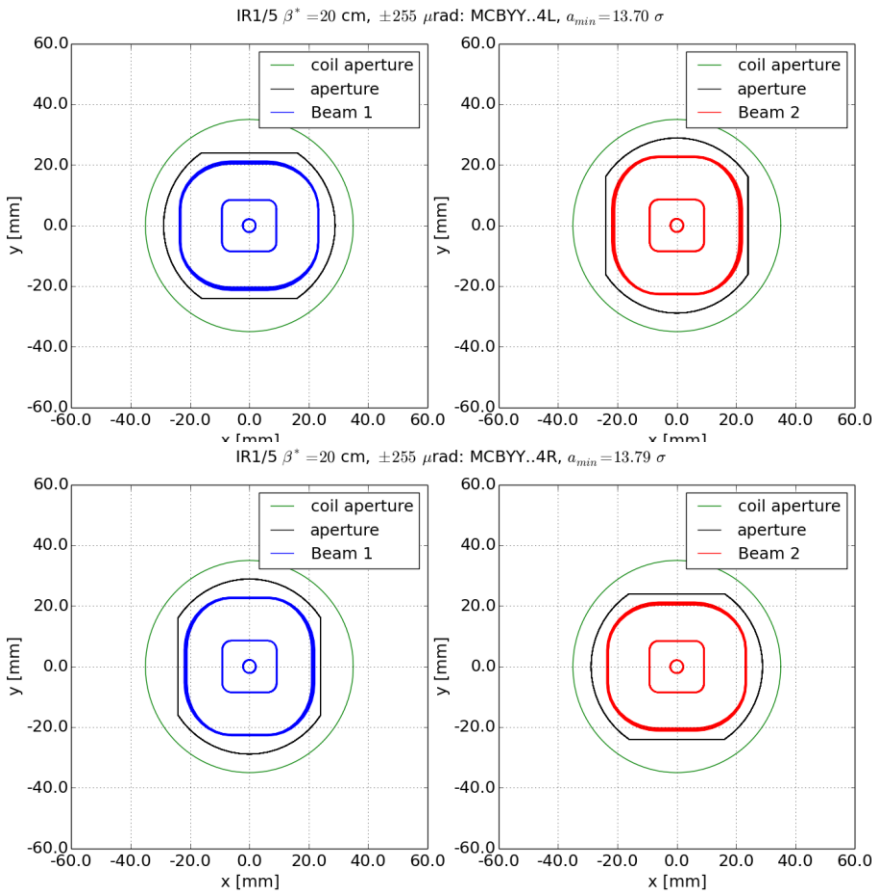 IR1/5 β* =20 cm, ±255 μrad: MCBYY..4L, a_min=13.70 σ
60.0
40.0
20.0
0.0
-20.0
-40.0
-60.0
y [mm]
coil aperture
aperture
Beam 1
-60.0 -40.0 -20.0 0.0 20.0 40.0 60.0
x [mm]
60.0
40.0
20.0
0.0
-20.0
-40.0
-60.0
y [mm]
coil aperture
aperture
Beam 2
-60.0 -40.0 -20.0 0.0 20.0 40.0 60.0
x [mm]
IR1/5 β* =20 cm, ±255 μrad: MCBYY..4R, a_min=13.79 σ
60.0
40.0
20.0
0.0
-20.0
-40.0
-60.0
y [mm]
coil aperture
aperture
Beam 1
-60.0 -40.0 -20.0 0.0 20.0 40.0 60.0
x [mm]
60.0
40.0
20.0
0.0
-20.0
-40.0
-60.0
y [mm]
coil aperture
aperture
Beam 2
-60.0 -40.0 -20.0 0.0 20.0 40.0 60.0
x [mm]